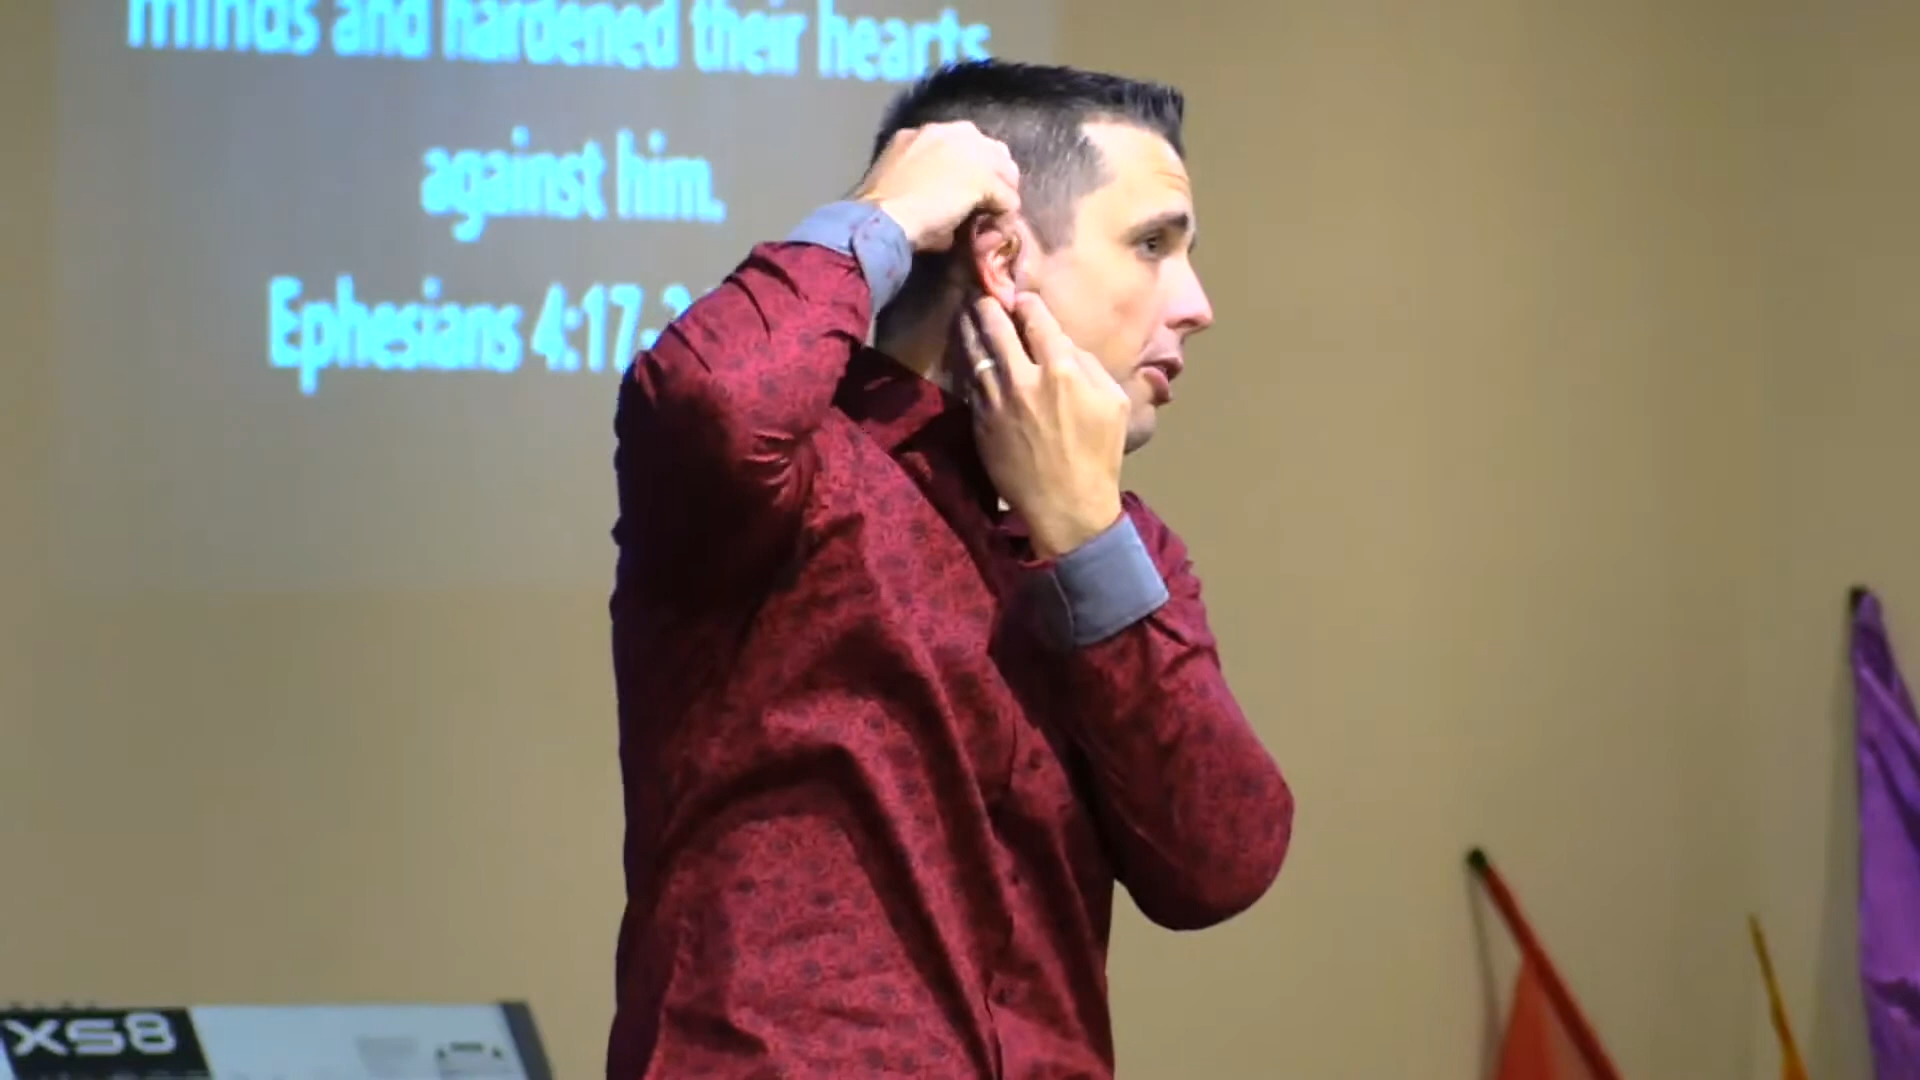 minds and hardened their hearts
against him.
Ephesians 4:17-
XS8